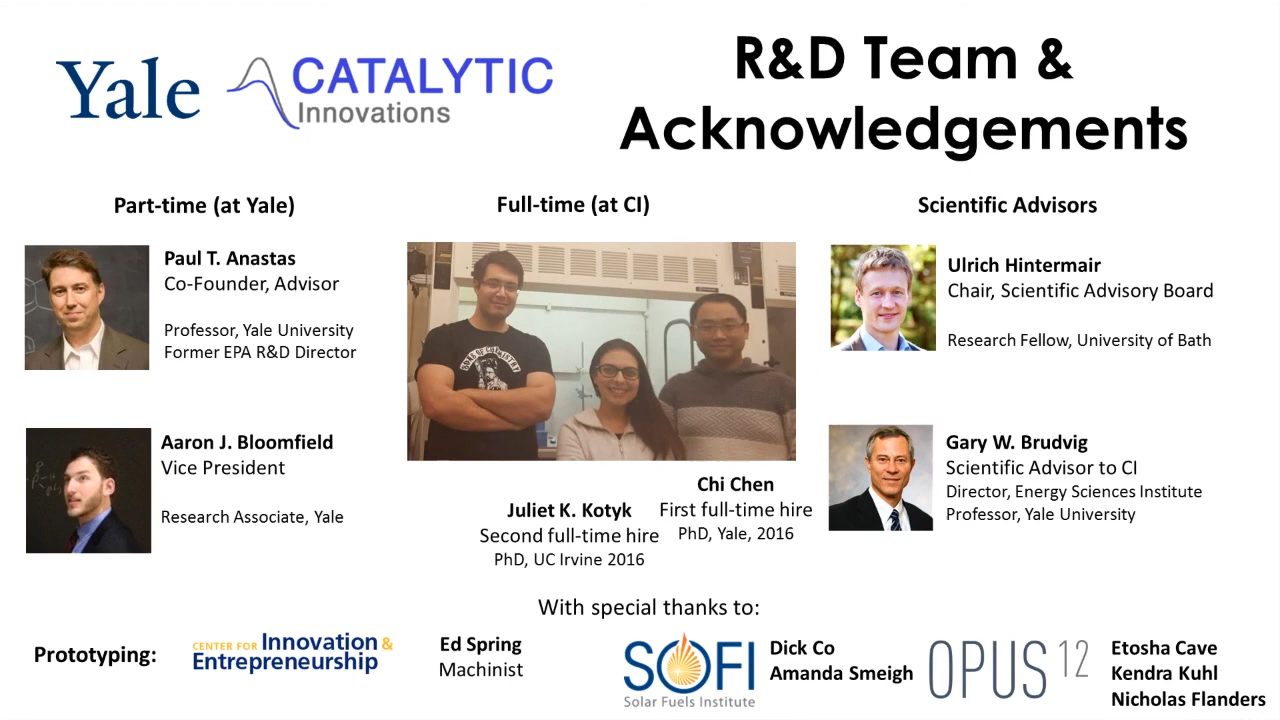 Yale
CATALYTIC
Innovations
R&D Team &
Acknowledgements
Part-time (at Yale)
Paul T. Anastas
Co-Founder, Advisor
Professor, Yale University
Former EPA R&D Director
Aaron J. Bloomfield
Vice President
Research Associate, Yale
Full-time (at CI)
Juliet K. Kotyk
Second full-time hire
PhD, UC Irvine 2016
Chi Chen
First full-time hire
PhD, Yale, 2016
Scientific Advisors
Ulrich Hintermair
Chair, Scientific Advisory Board
Research Fellow, University of Bath
Gary W. Brudvig
Scientific Advisor to CI
Director, Energy Sciences Institute
Professor, Yale University
With special thanks to:
Prototyping:
CENTER FOR Innovation &
Entrepreneurship
Ed Spring
Machinist
SOFI
Solar Fuels Institute
Dick Co
Amanda Smeigh
OPUS 12
Etosha Cave
Kendra Kuhl
Nicholas Flanders